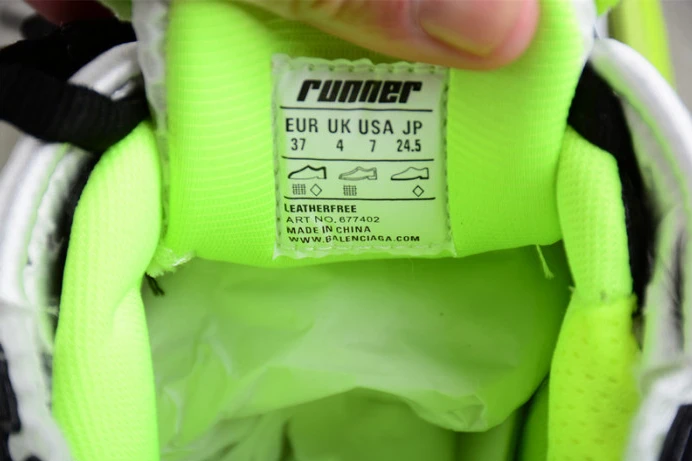 runner
EUR UK USA JP
37 4 7 24.5
LEATHERFREE
ART NO. 677402
MADE IN CHINA
WWW.BALENCIAGA.COM